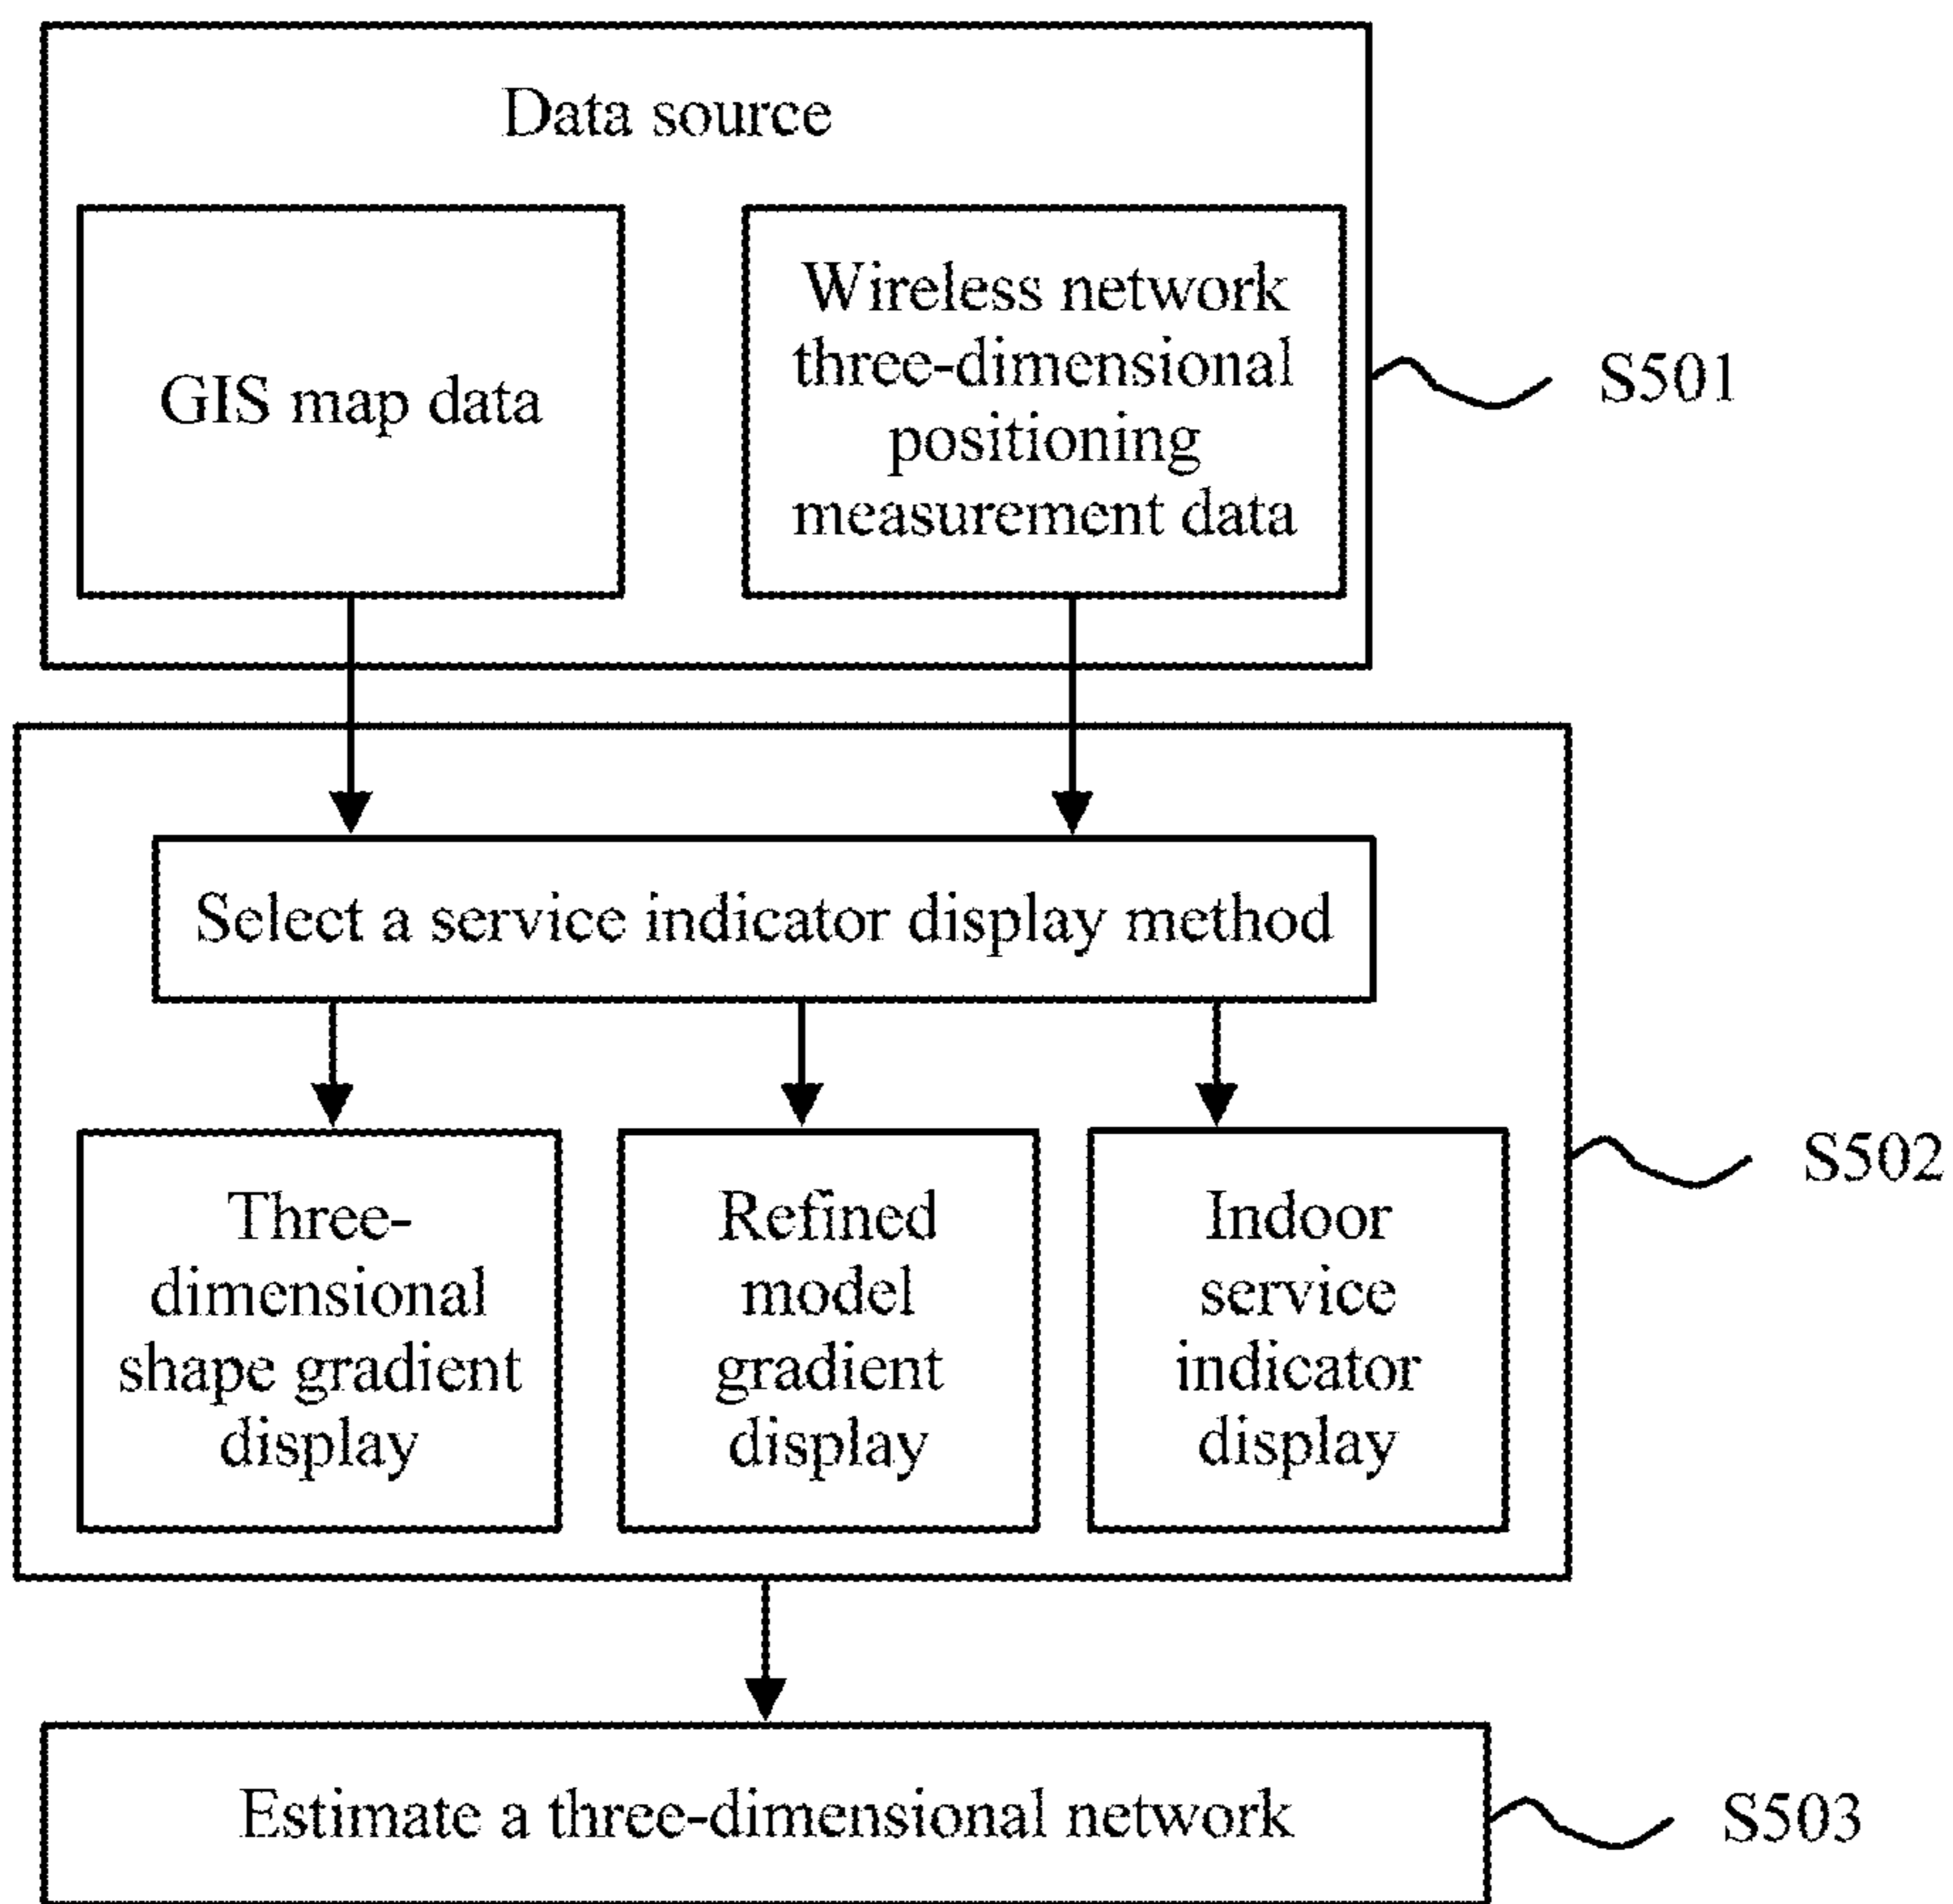 Data source
GIS map data
Wireless network
three-dimensional
positioning
measurement data
S501
Select a service indicator display method
Three-
dimensional
shape gradient
display
Refined
model
gradient
display
Indoor
service
indicator
display
S502
Estimate a three-dimensional network
S503